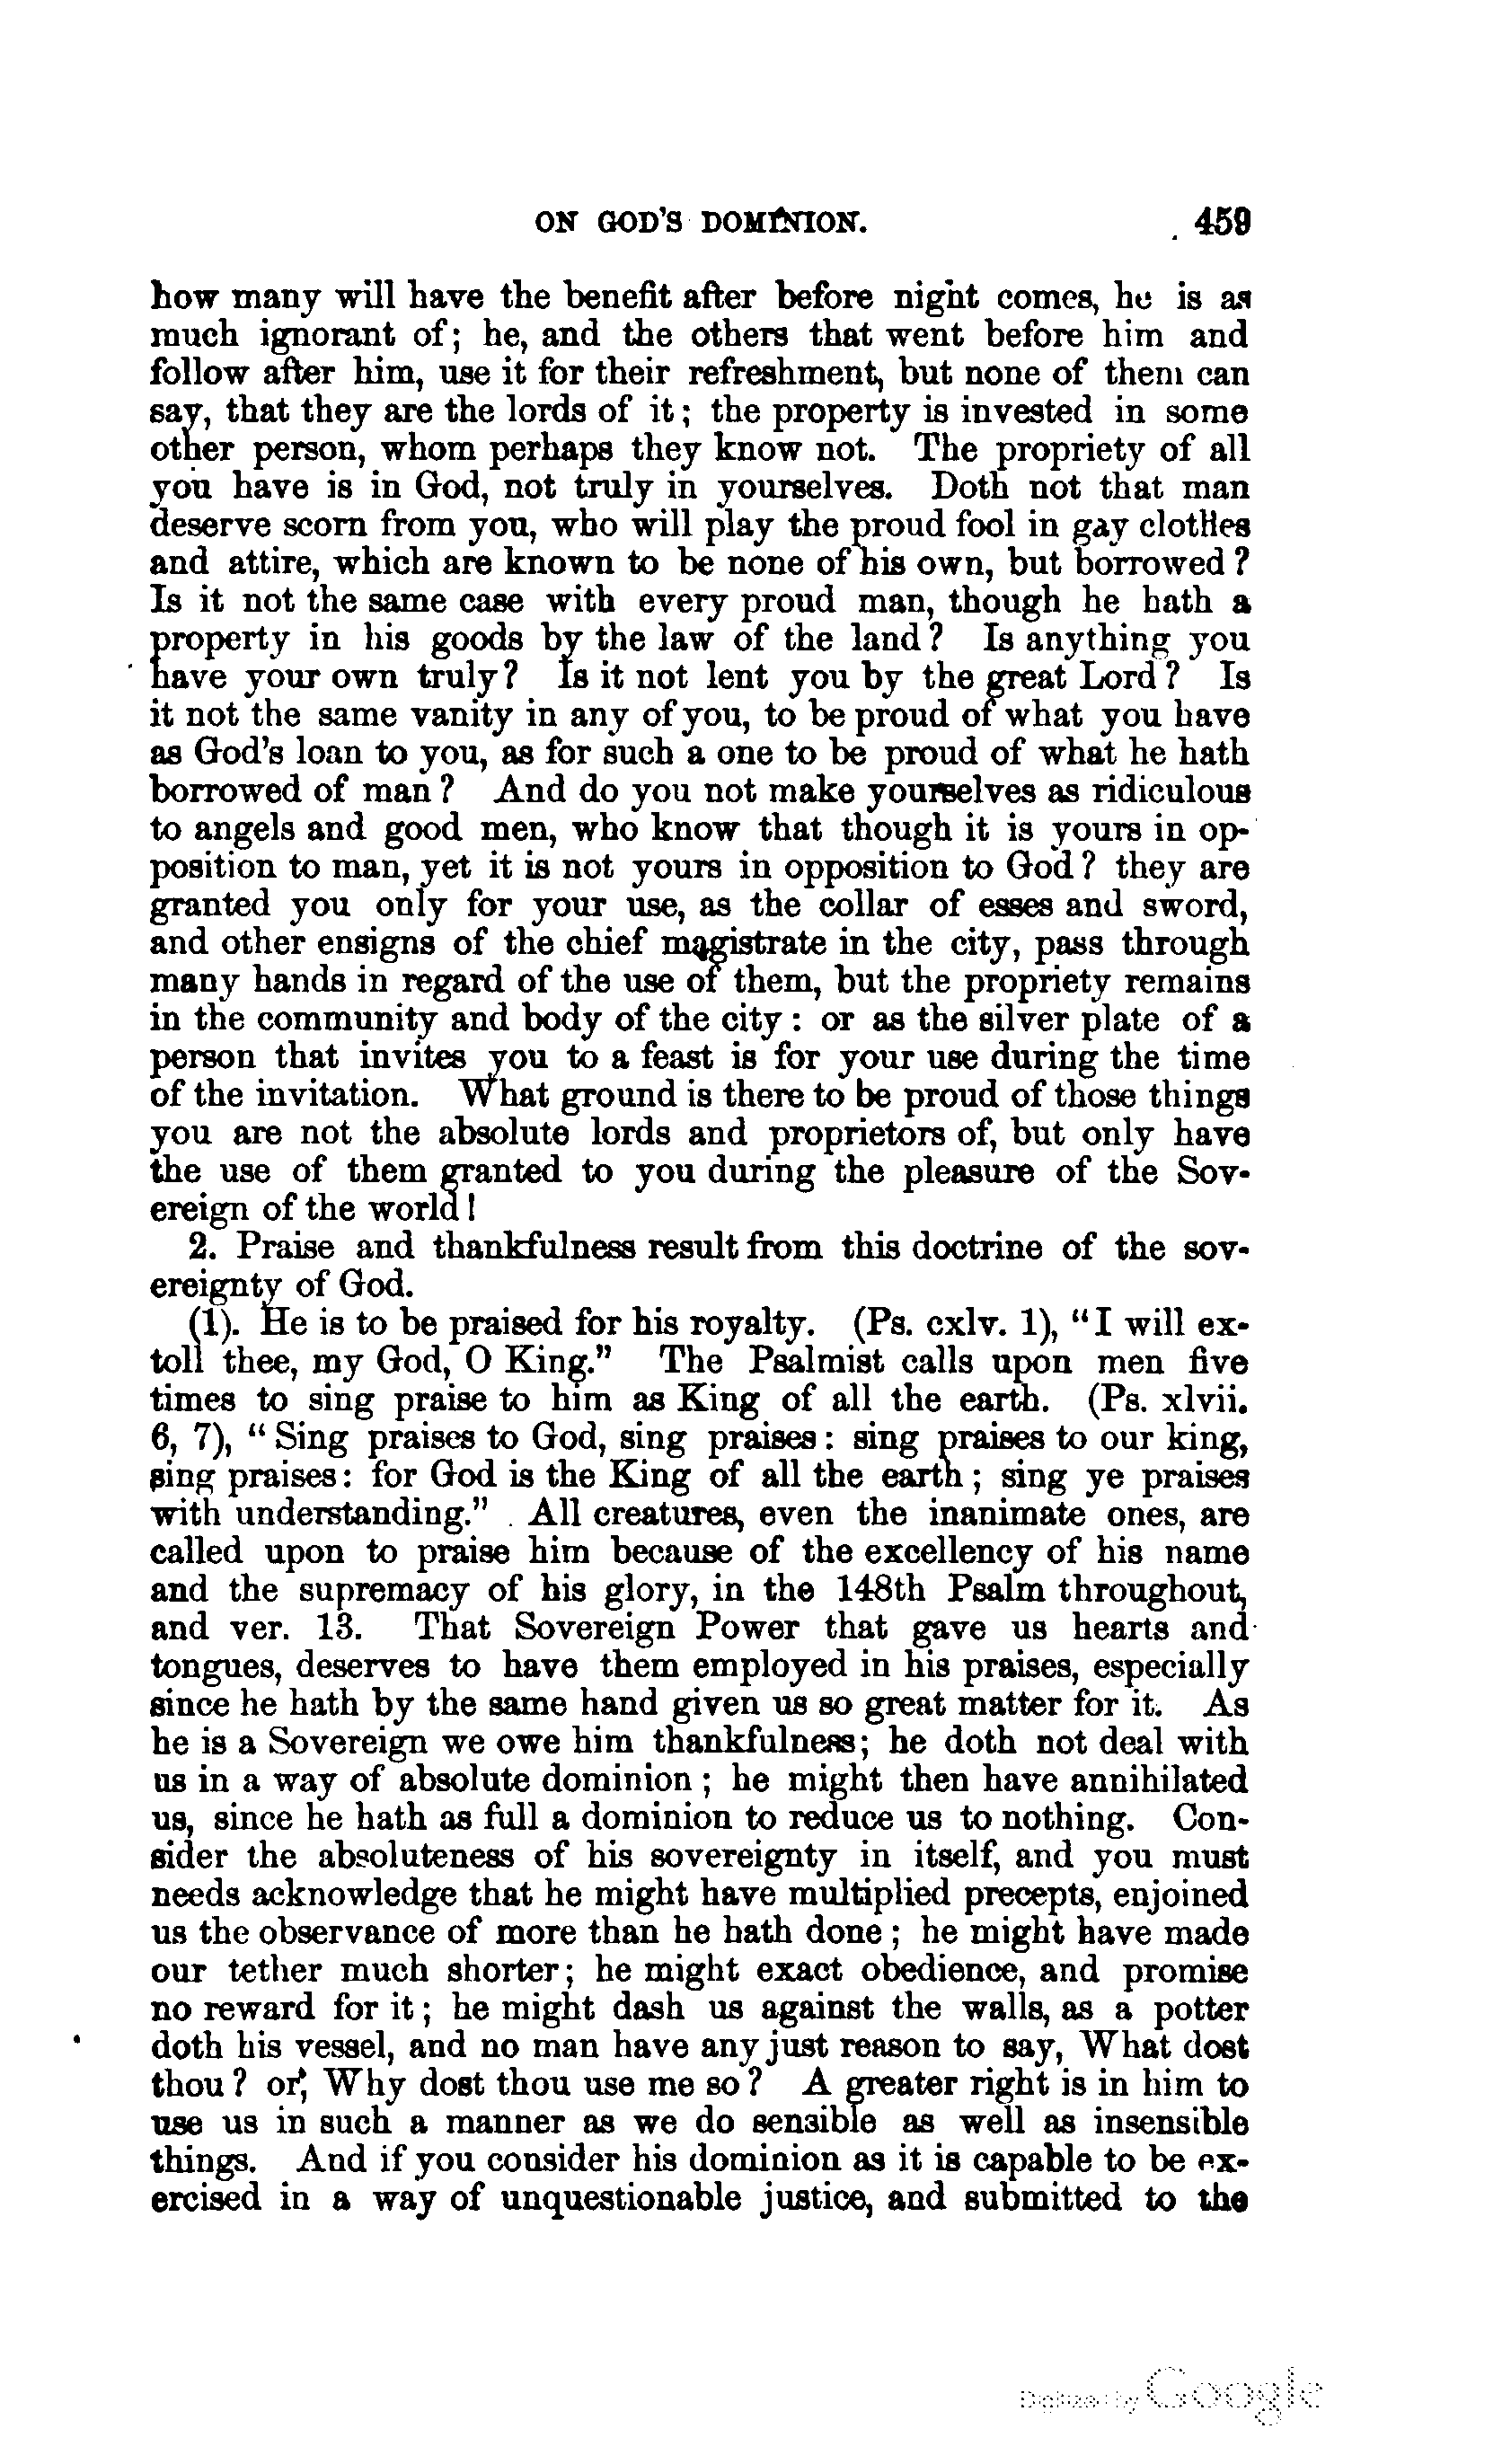 ON GOD'S DOMINION. 459
how many will have the benefit after before night comes, he is as
much ignorant of; he, and the others that went before him and
follow after him, use it for their refreshment, but none of them can
say, that they are the lords of it; the property is invested in some
other person, whom perhaps they know not. The propriety of all
you have is in God, not truly in yourselves. Doth not that man
deserve scorn from you, who will play the proud fool in gay clothes
and attire, which are known to be none of his own, but borrowed?
Is it not the same case with every proud man, though he hath a
property in his goods by the law of the land? Is anything you
have your own truly? Is it not lent you by the great Lord? Is
it not the same vanity in any of you, to be proud of what you have
as God's loan to you, as for such a one to be proud of what he hath
borrowed of man? And do you not make yourselves as ridiculous
to angels and good men, who know that though it is yours in op-
position to man, yet it is not yours in opposition to God? they are
granted you only for your use, as the collar of esses and sword,
and other ensigns of the chief magistrate in the city, pass through
many hands in regard of the use of them, but the propriety remains
in the community and body of the city: or as the silver plate of a
person that invites you to a feast is for your use during the time
of the invitation. What ground is there to be proud of those things
you are not the absolute lords and proprietors of, but only have
the use of them granted to you during the pleasure of the Sov-
ereign of the world!
2. Praise and thankfulness result from this doctrine of the sov-
ereignty of God.
(1). He is to be praised for his royalty. (Ps. cxlv. 1), "I will ex-
toll thee, my God, O King." The Psalmist calls upon men five
times to sing praise to him as King of all the earth. (Ps. xlvii.
6, 7), "Sing praises to God, sing praises: sing praises to our king,
sing praises: for God is the King of all the earth; sing ye praises
with understanding." All creatures, even the inanimate ones, are
called upon to praise him because of the excellency of his name
and the supremacy of his glory, in the 148th Psalm throughout,
and ver. 13. That Sovereign Power that gave us hearts and
tongues, deserves to have them employed in his praises, especially
since he hath by the same hand given us so great matter for it. As
he is a Sovereign we owe him thankfulness; he doth not deal with
us in a way of absolute dominion; he might then have annihilated
us, since he hath as full a dominion to reduce us to nothing. Con-
sider the absoluteness of his sovereignty in itself, and you must
needs acknowledge that he might have multiplied precepts, enjoined
us the observance of more than he hath done; he might have made
our tether much shorter; he might exact obedience, and promise
no reward for it; he might dash us against the walls, as a potter
doth his vessel, and no man have any just reason to say, What dost
thou? or, Why dost thou use me so? A greater right is in him to
use us in such a manner as we do sensible as well as insensible
things. And if you consider his dominion as it is capable to be ex-
ercised in a way of unquestionable justice, and submitted to the
Digitized by Google